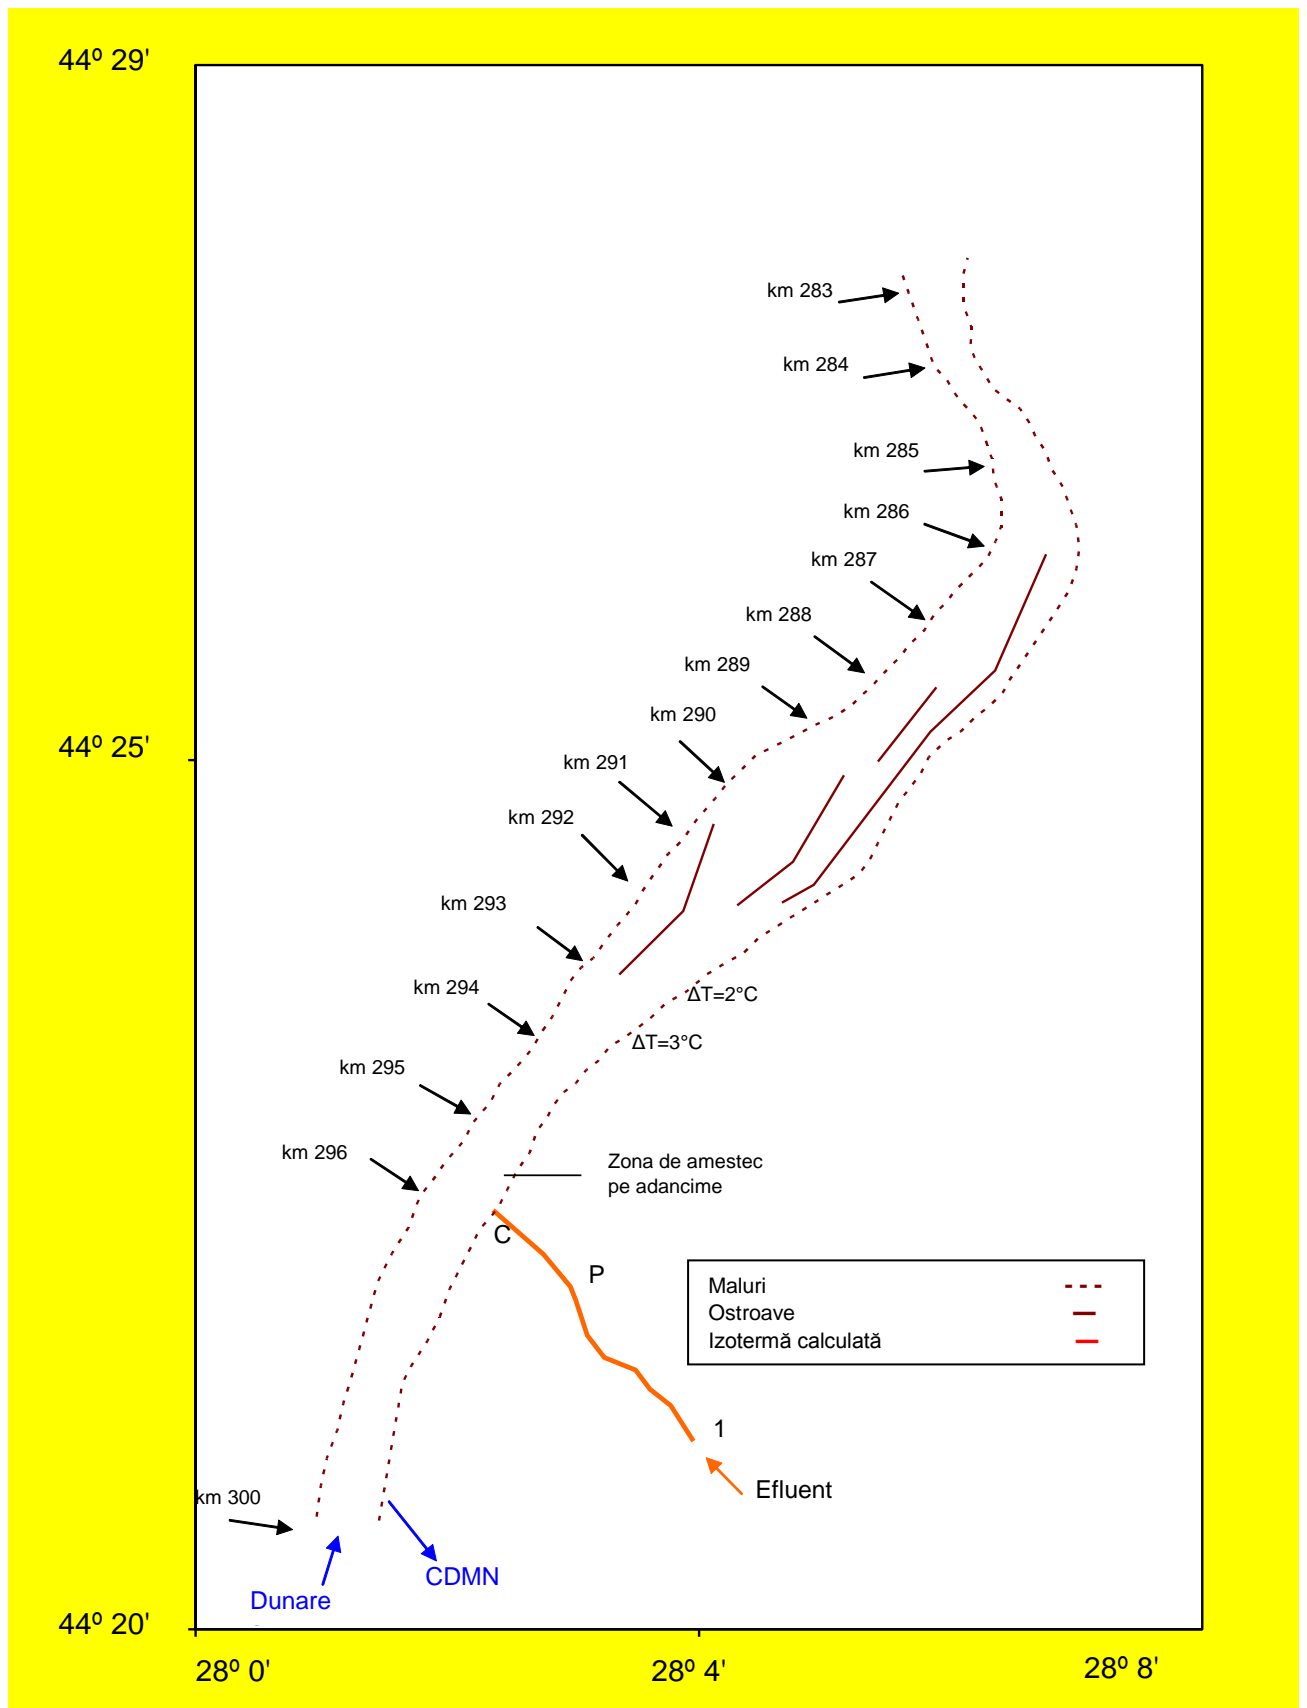 44º 29'
km 283
km 284
km 285
km 286
km 287
km 288
km 289
km 290
44º 25'
km 291
km 292
km 293
km 294
ΔT=2°C
ΔT=3°C
km 295
km 296
Zona de amestec
pe adancime
C
P
Maluri
Ostroave
Izotermă calculată
1
Efluent
km 300
CDMN
Dunare
44º 20'
28º 0'
28º 4'
28º 8'